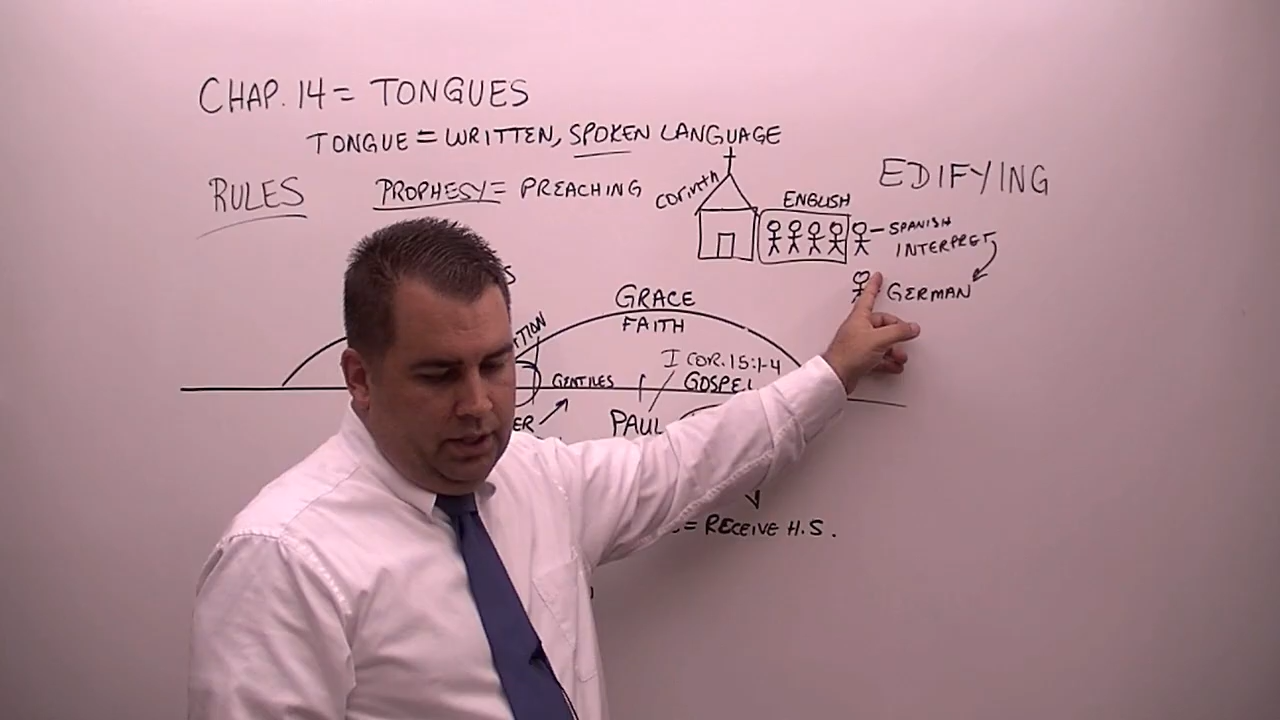 CHAP. 14 = TONGUES
TONGUE = WRITTEN, SPOKEN LANGUAGE
RULES
PROPHESY = PREACHING
CORINTH
ENGLISH
EDIFYING
SPANISH
INTERPRET
GERMAN
GRACE
FAITH
I COR. 15:1-4
GENTILES
GOSPEL
PAUL
= RECEIVE H.S.